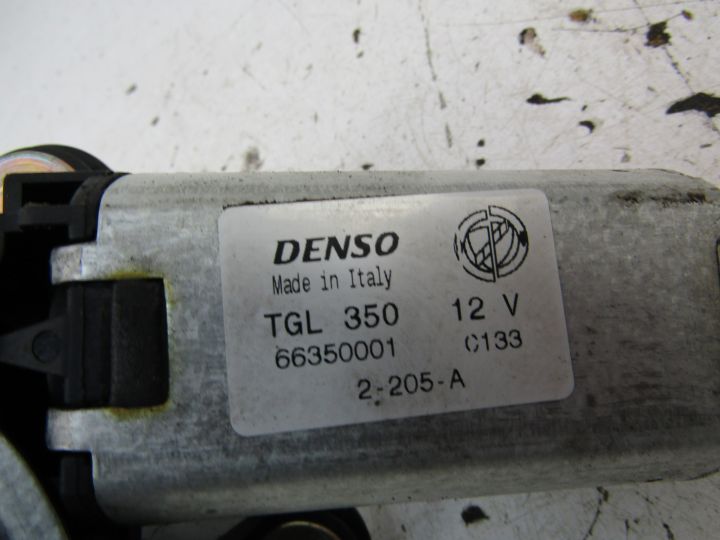 DENSO
Made in Italy
TGL 350 12 V
66350001 C133
2-205-A